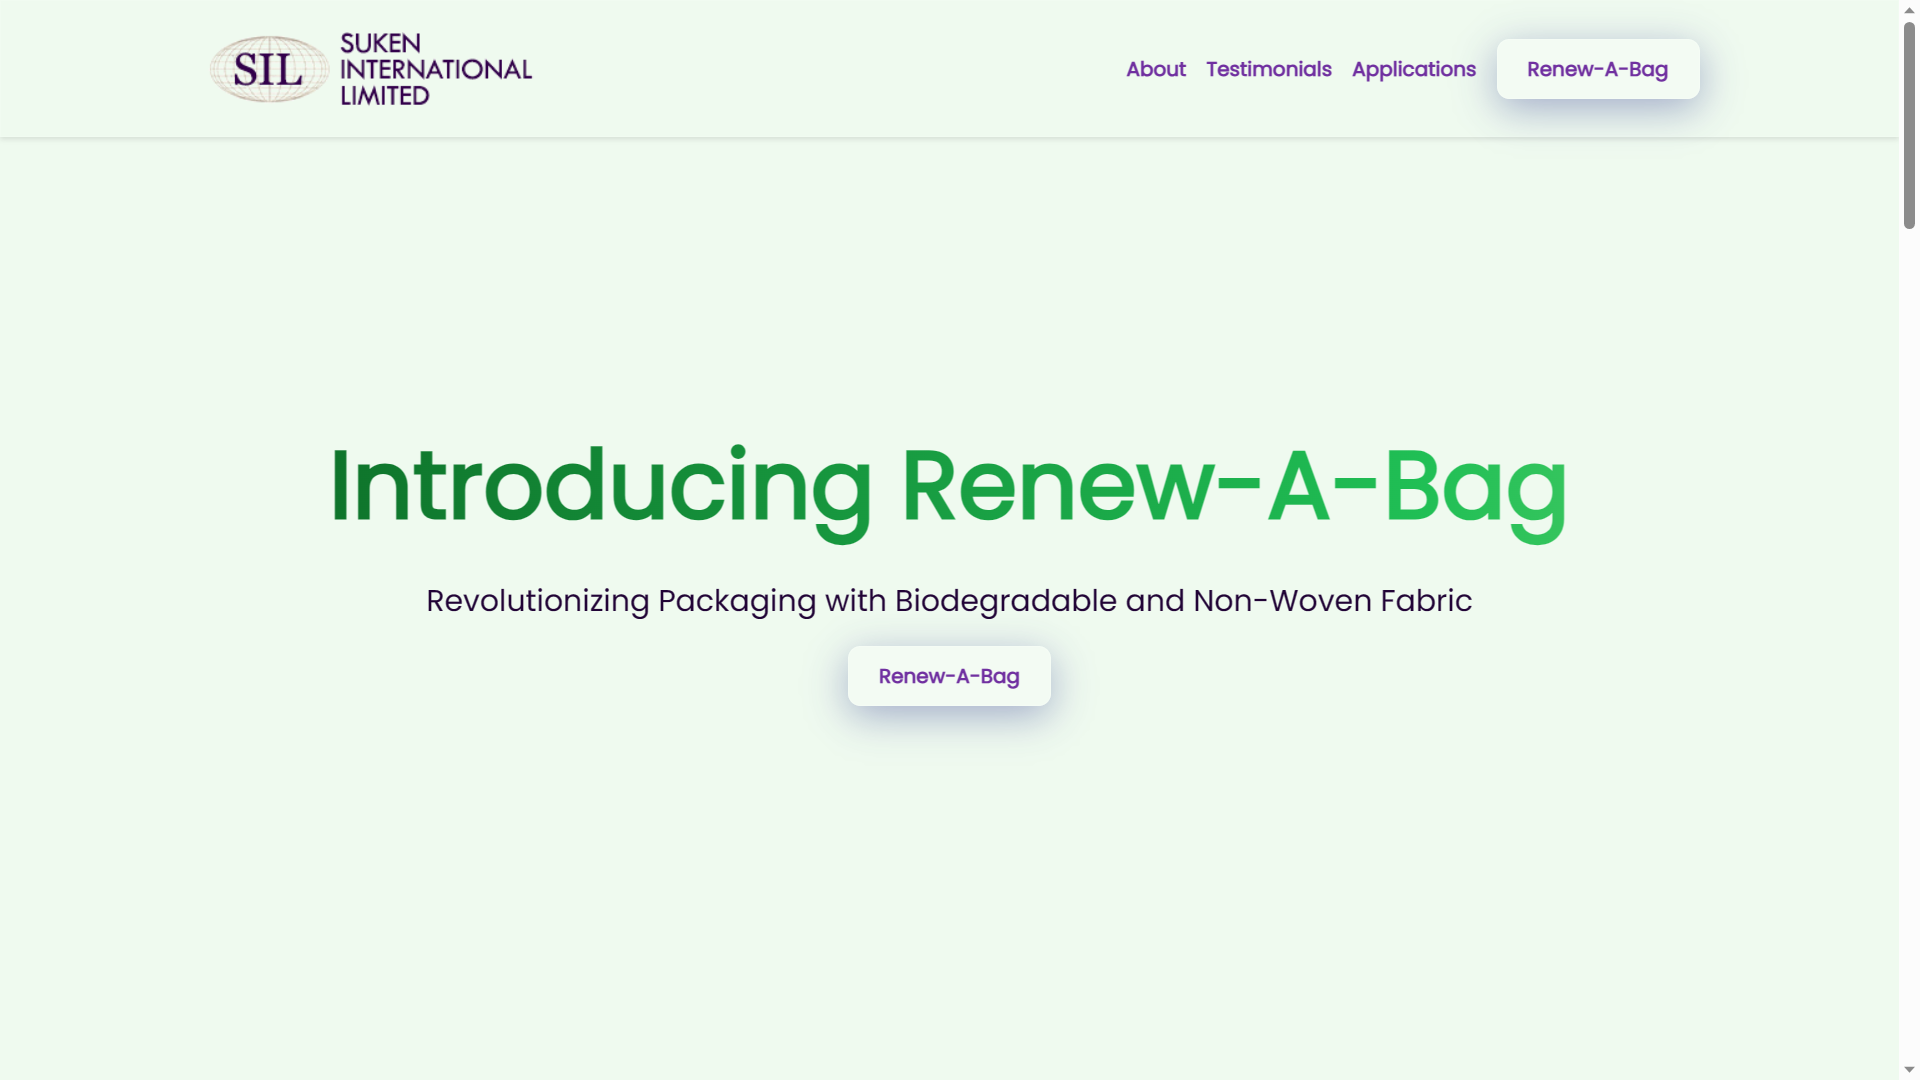 SIL
SUKEN
INTERNATIONAL
LIMITED
About Testimonials Applications Renew-A-Bag
Introducing Renew-A-Bag
Revolutionizing Packaging with Biodegradable and Non-Woven Fabric
Renew-A-Bag